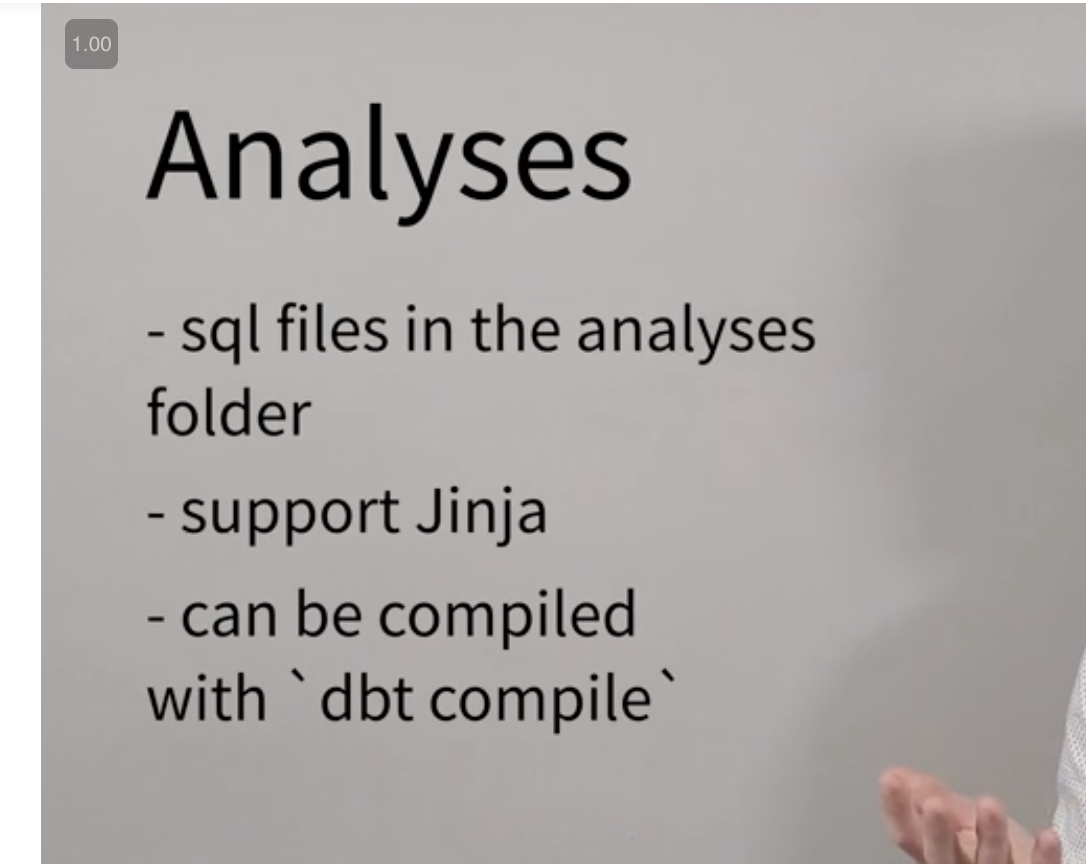 1.00
Analyses
- sql files in the analyses
folder
- support Jinja
- can be compiled
with `dbt compile`